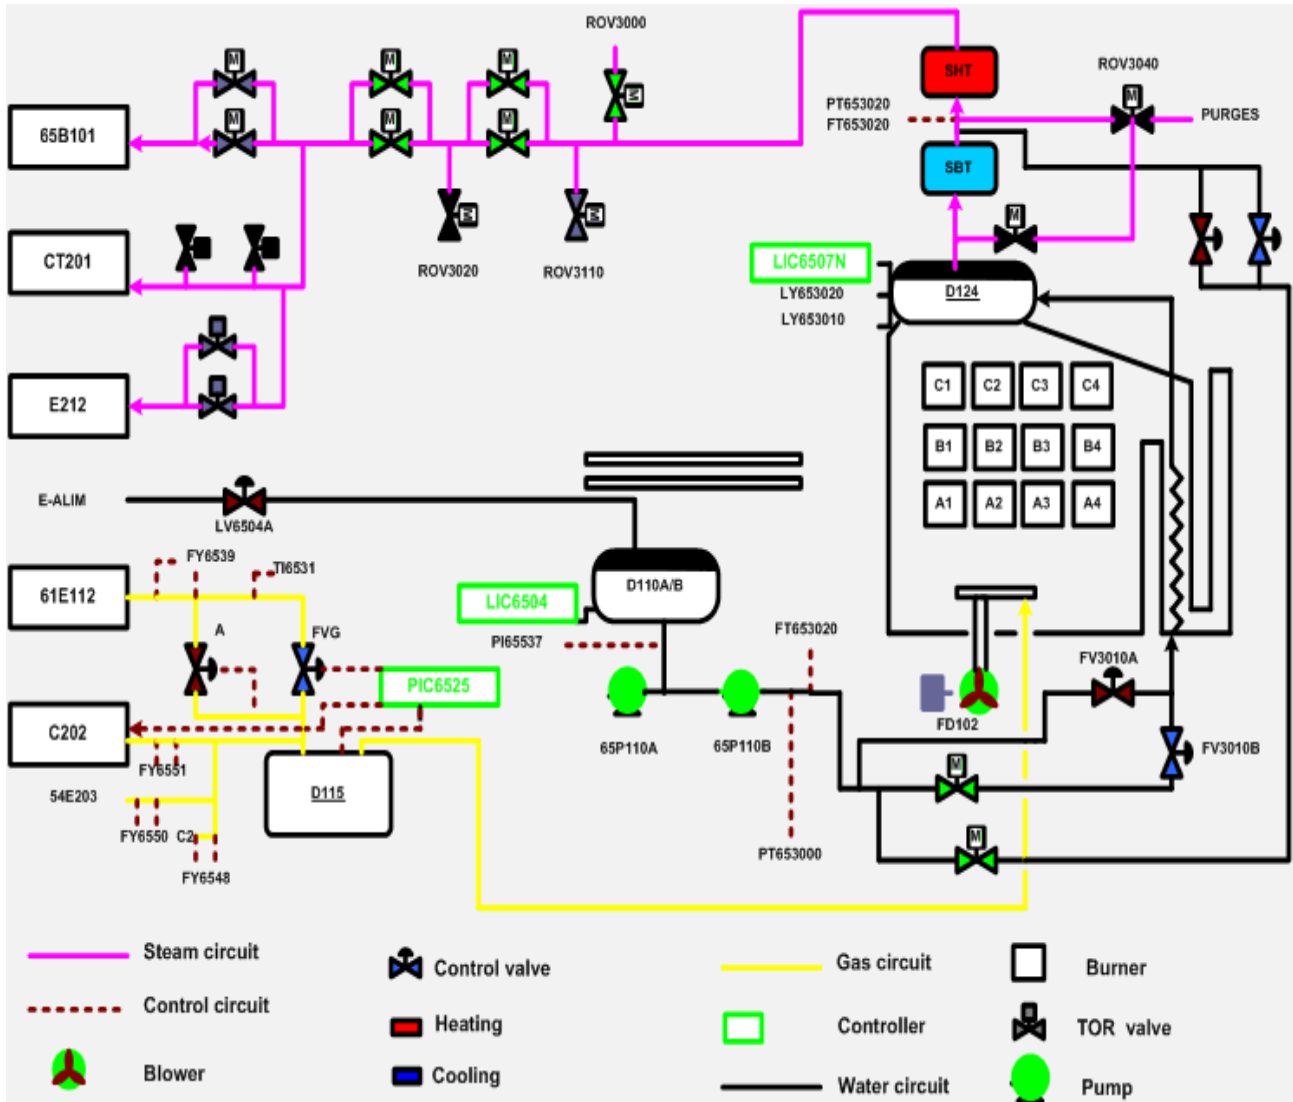 ROV3000
M
M
M
SHT
ROV3040
M
M
PT653020
FT653020
PURGES
65B101
M
M
M
SBT
M
M
M
CT201
ROV3020
ROV3110
LIC6507N
D124
LY653020
LY653010
E212
C1
C2
C3
C4
B1
B2
B3
B4
E-ALIM
A1
A2
A3
A4
LV6504A
FY6539
TI6531
61E112
D110A/B
LIC6504
A
FVG
PI65537
FT653020
FV3010A
PIC6525
C202
65P110A
65P110B
FD102
FV3010B
FY6551
M
54E203
D115
FY6550
C2
M
PT653000
FY6548
Steam circuit
Control valve
Gas circuit
Burner
Control circuit
Heating
Controller
TOR valve
Blower
Cooling
Water circuit
Pump